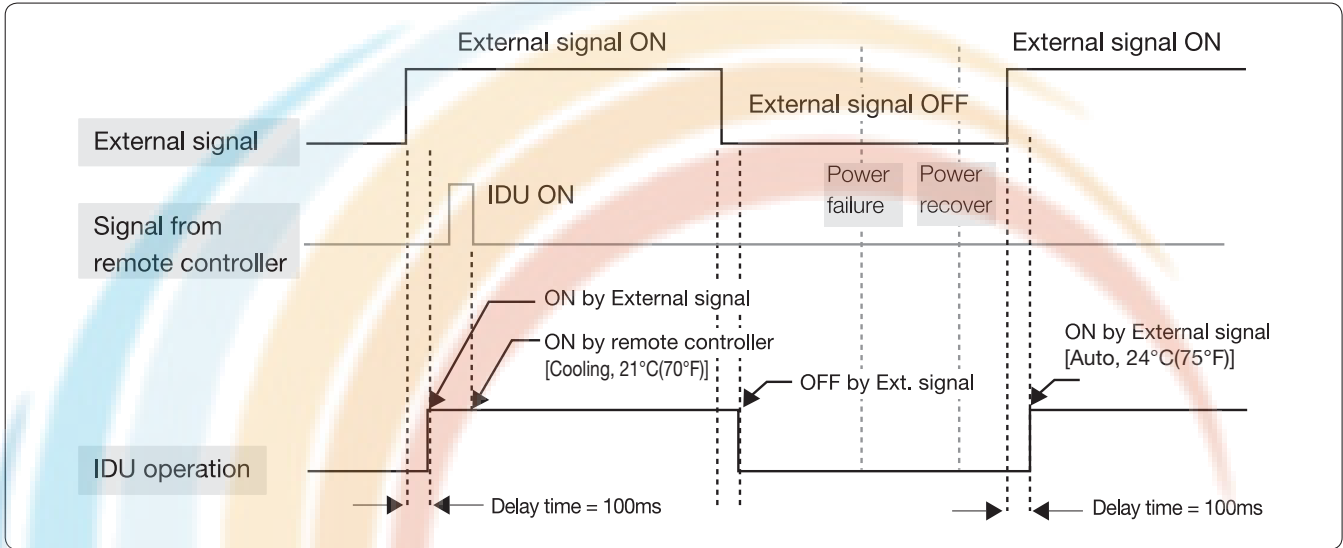 External signal ON
External signal ON
External signal OFF
External signal
Power
failure
Power
recover
IDU ON
Signal from
remote controller
ON by External signal
ON by remote controller
[Cooling, 21°C(70°F)]
ON by External signal
[Auto, 24°C(75°F)]
OFF by Ext. signal
IDU operation
Delay time = 100ms
Delay time = 100ms